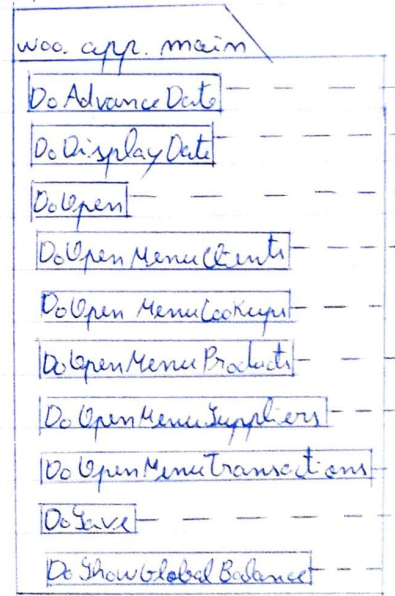 woo.app.main
DoAdvanceDate
DoDisplayDate
DoOpen
DoOpenMenuClients
DoOpenMenuLookups
DoOpenMenuProducts
DoOpenMenuSuppliers
DoOpenMenuTransactions
DoSave
DoShowGlobalBalance